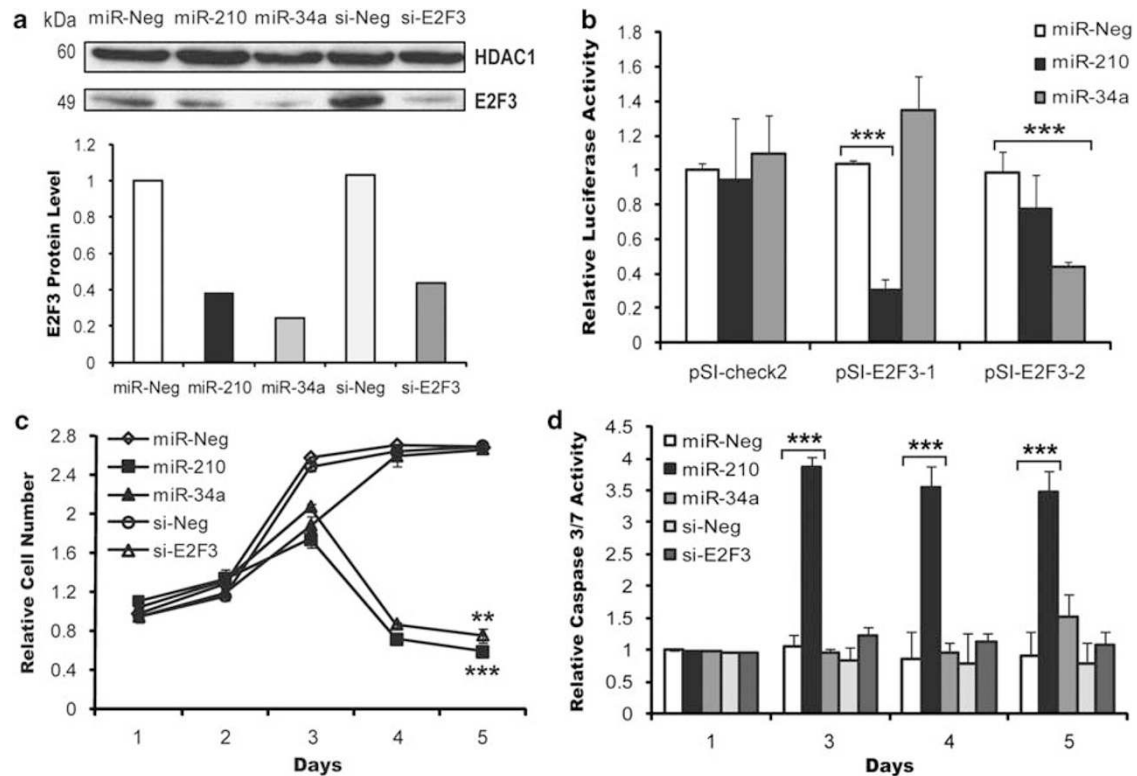 a
kDa miR-Neg miR-210 miR-34a si-Neg si-E2F3
60 HDAC1
49 E2F3
1.2
1
0.8
0.6
0.4
0.2
0
E2F3 Protein Level
miR-Neg miR-210 miR-34a si-Neg si-E2F3
b
1.8
1.6
1.4
1.2
1
0.8
0.6
0.4
0.2
0
Relative Luciferase Activity
miR-Neg
miR-210
miR-34a
*** ***
pSI-check2 pSI-E2F3-1 pSI-E2F3-2
c
2.8
2.4
2
1.6
1.2
0.8
0.4
0
Relative Cell Number
miR-Neg
miR-210
miR-34a
si-Neg
si-E2F3
**
***
1 2 3 4 5
Days
d
4.5
4
3.5
3
2.5
2
1.5
1
0.5
0
Relative Caspase 3/7 Activity
miR-Neg
miR-210
miR-34a
si-Neg
si-E2F3
*** *** ***
1 3 4 5
Days